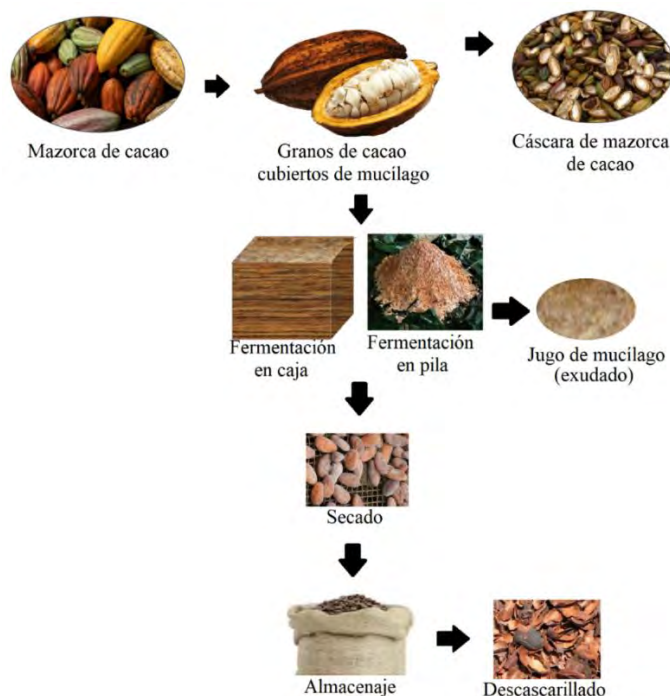 Mazorca de cacao
Granos de cacao
cubiertos de mucílago
Cáscara de mazorca
de cacao
Fermentación
en caja
Fermentación
en pila
Jugo de mucílago
(exudado)
Secado
Almacenaje
Descascarillado